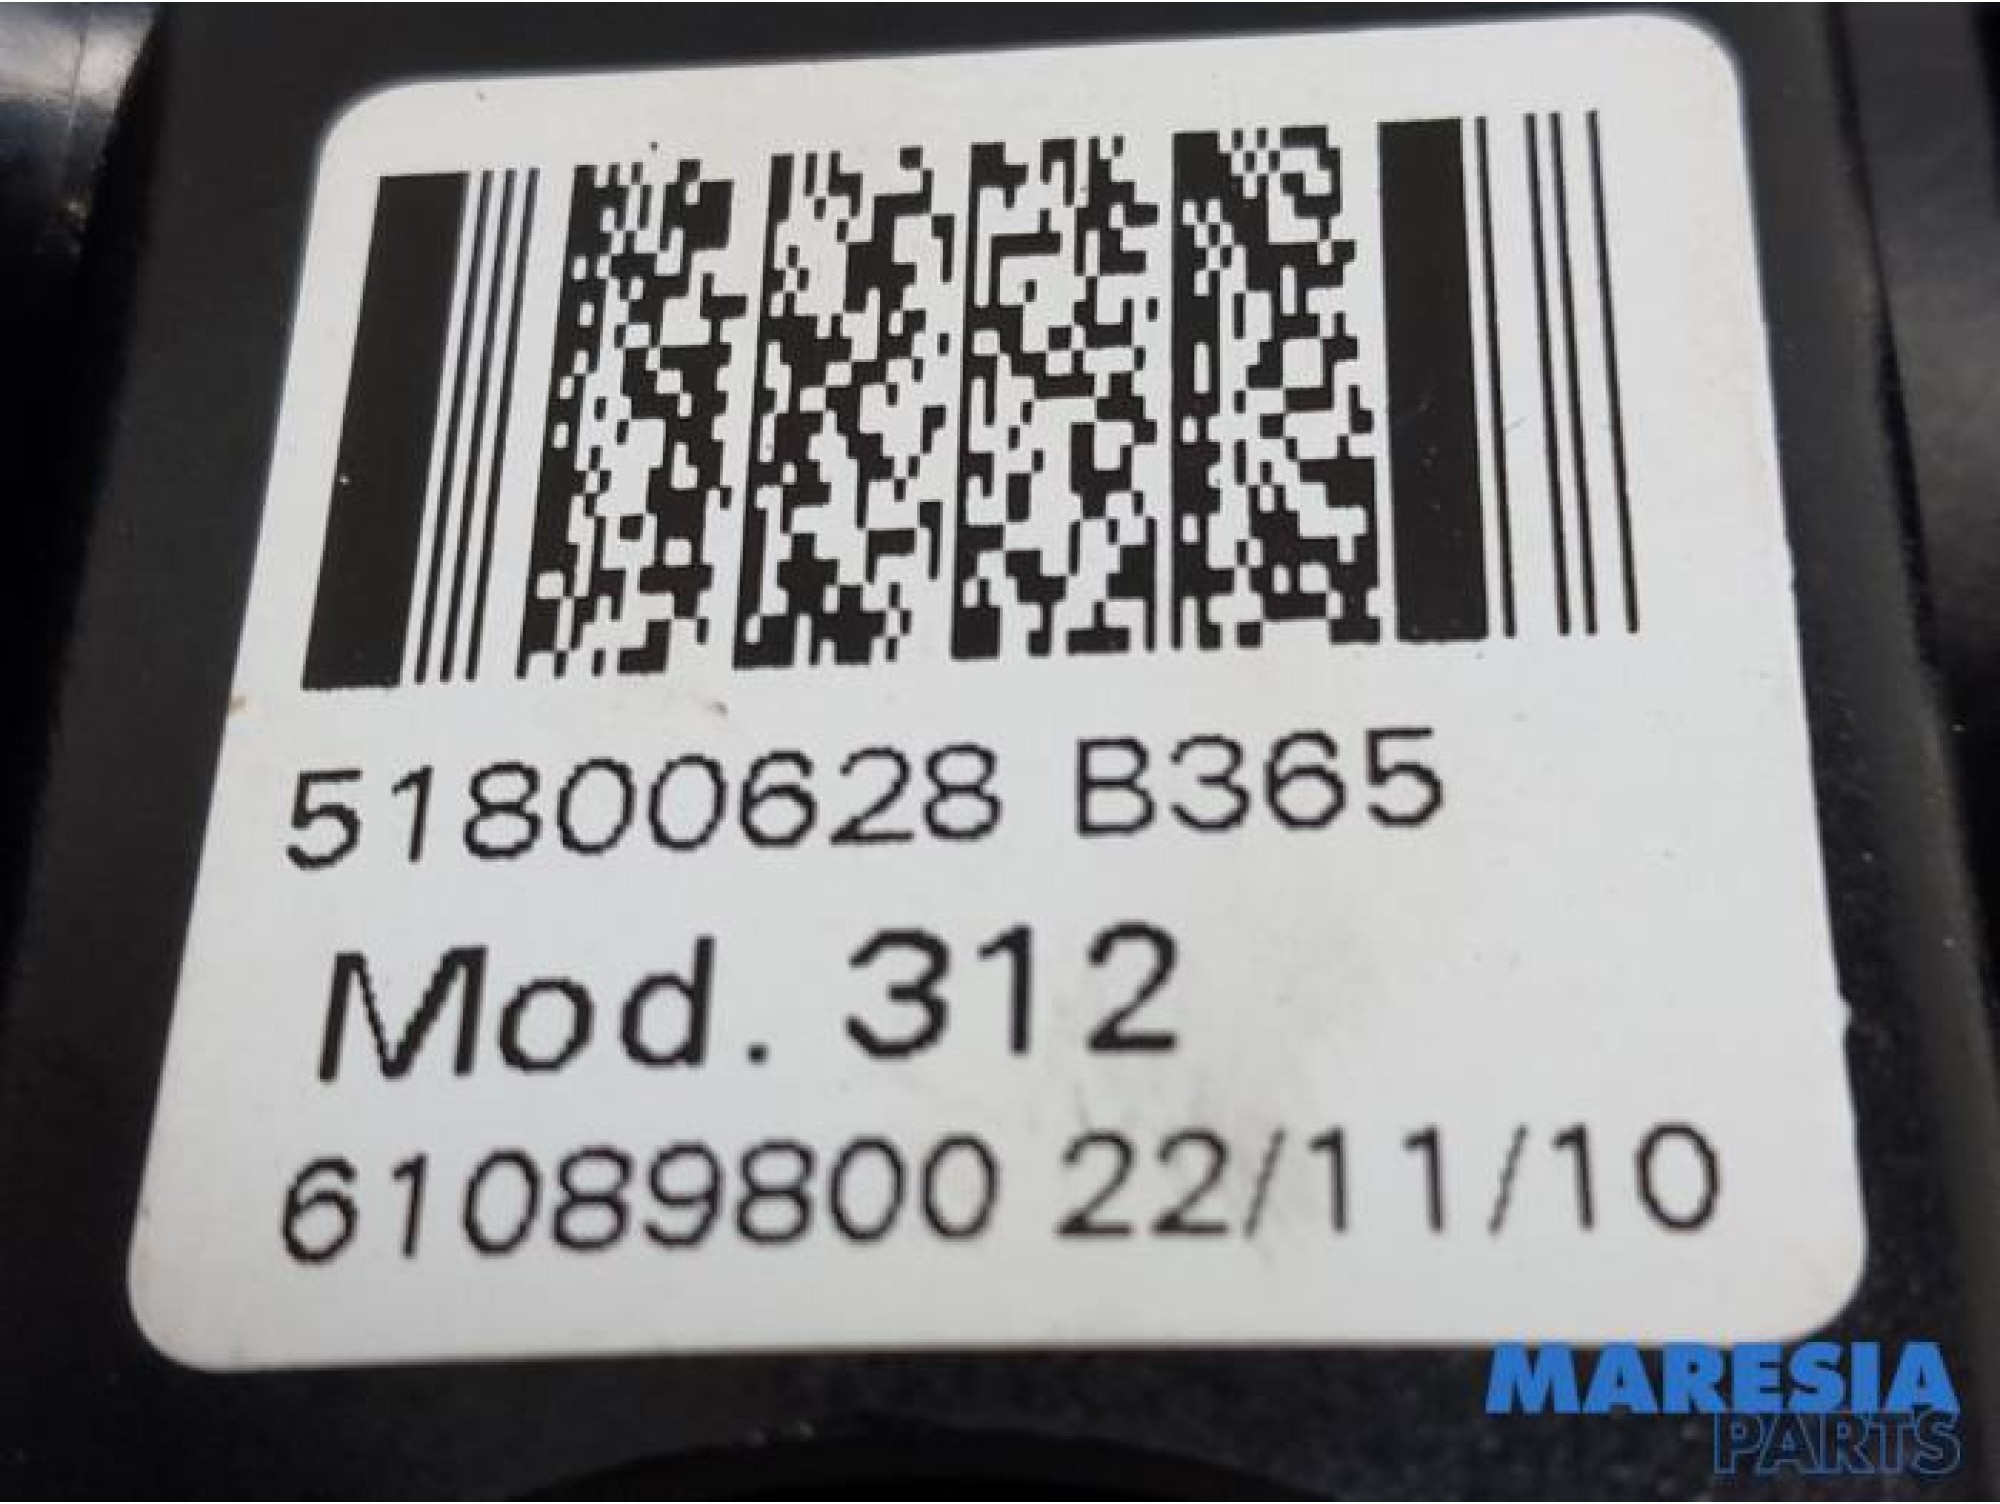 51800628 B365
Mod. 312
61089800 22/11/10
MARESIA
PARTS